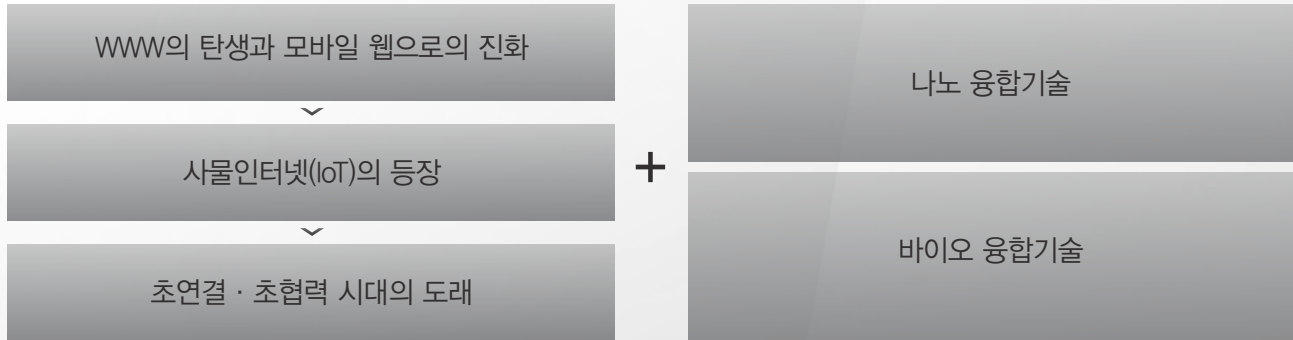 WWW의 탄생과 모바일 웹으로의 진화
사물인터넷(IoT)의 등장
초연결 · 초협력 시대의 도래
+
나노 융합기술
바이오 융합기술